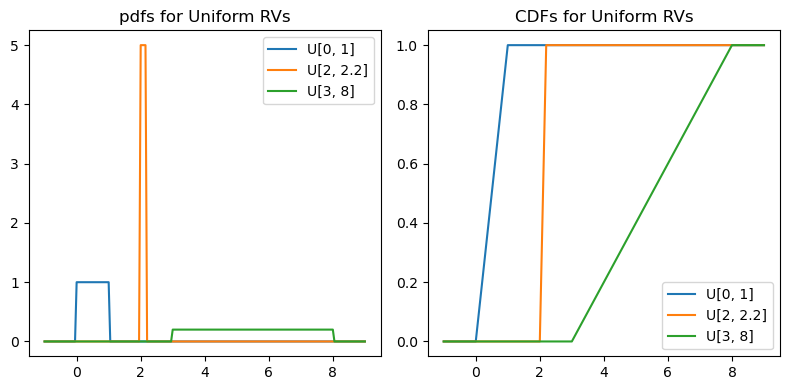 pdfs for Uniform RVs
5
4
3
2
1
0
0 2 4 6 8
U[0, 1]
U[2, 2.2]
U[3, 8]
CDFs for Uniform RVs
1.0
0.8
0.6
0.4
0.2
0.0
0 2 4 6 8
U[0, 1]
U[2, 2.2]
U[3, 8]